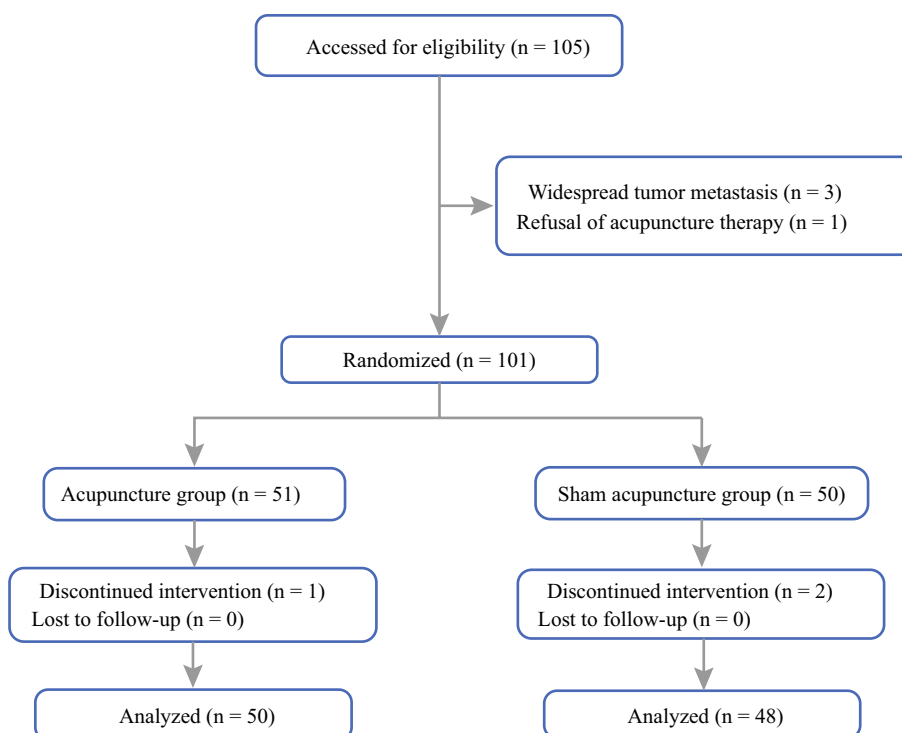 Accessed for eligibility (n = 105)
Widespread tumor metastasis (n = 3)
Refusal of acupuncture therapy (n = 1)
Randomized (n = 101)
Acupuncture group (n = 51)
Sham acupuncture group (n = 50)
Discontinued intervention (n = 1)
Lost to follow-up (n = 0)
Discontinued intervention (n = 2)
Lost to follow-up (n = 0)
Analyzed (n = 50)
Analyzed (n = 48)